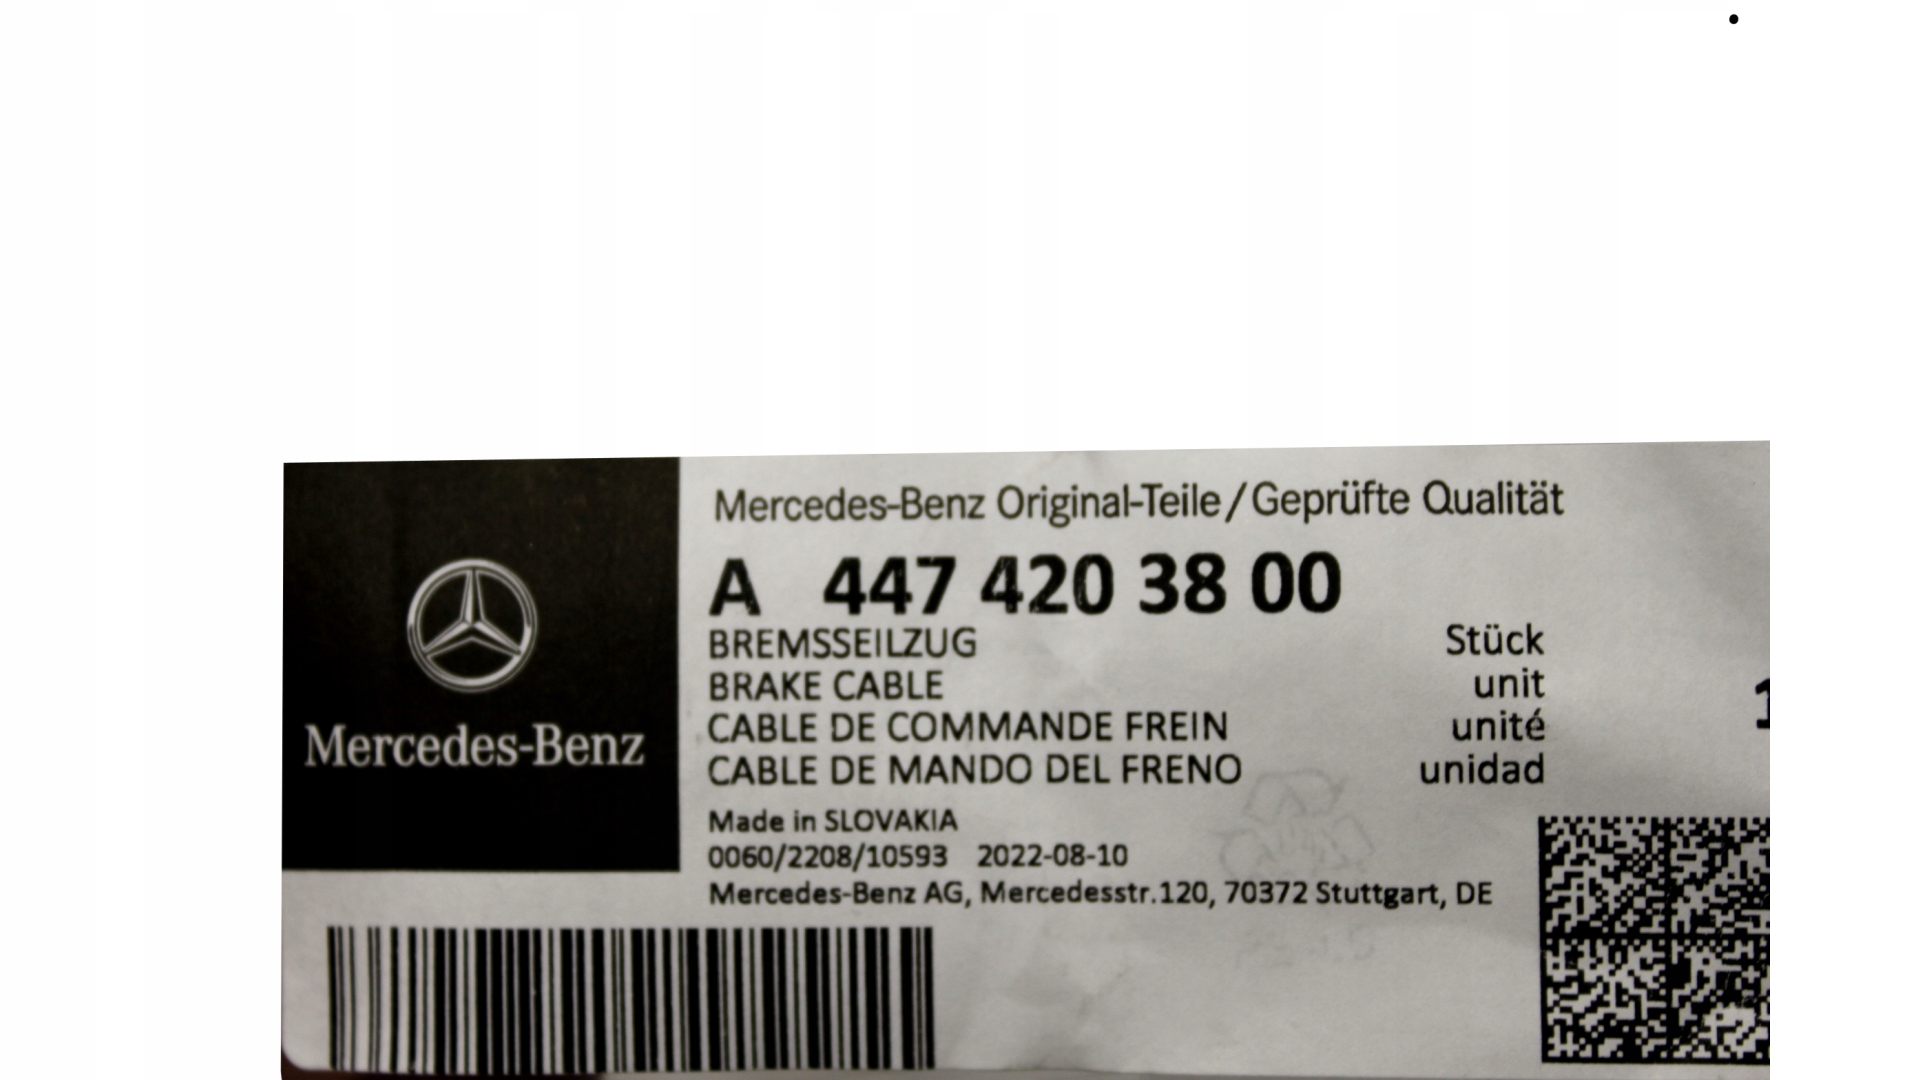 Mercedes-Benz
Mercedes-Benz Original-Teile/Geprüfte Qualität
A 447 420 38 00
BREMSSEILZUG Stück
BRAKE CABLE unit
CABLE DE COMMANDE FREIN unité
CABLE DE MANDO DEL FRENO unidad
Made in SLOVAKIA
0060/2208/10593 2022-08-10
Mercedes-Benz AG, Mercedesstr.120, 70372 Stuttgart, DE